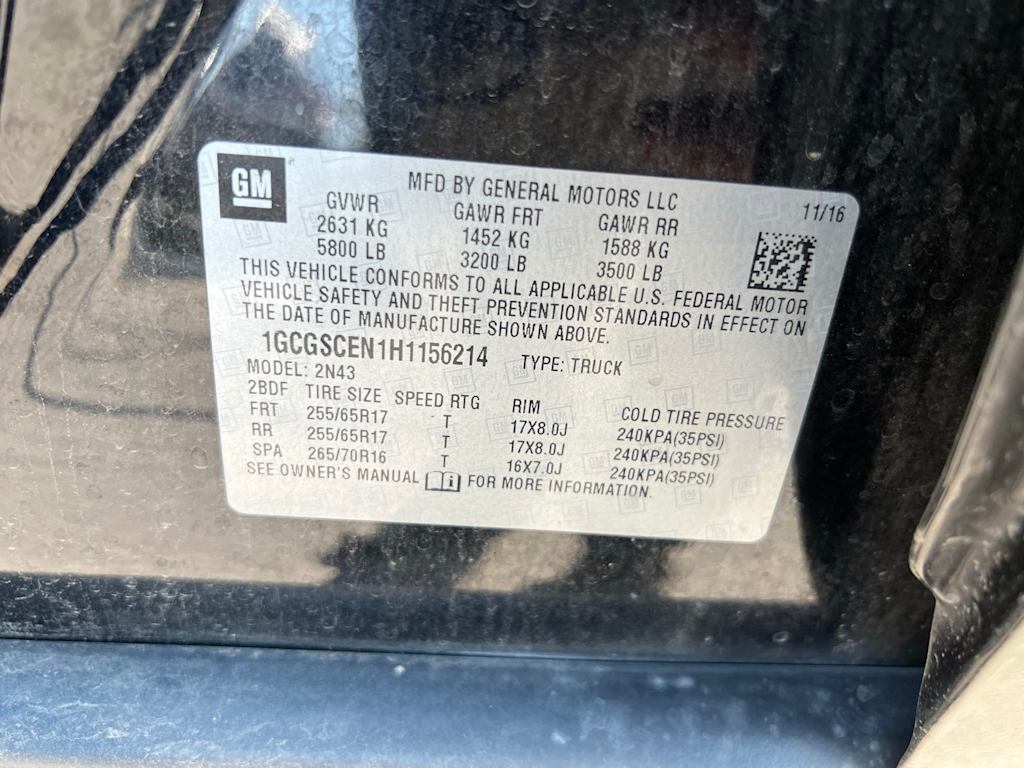 GM
MFD BY GENERAL MOTORS LLC 11/16
GVWR GAWR FRT GAWR RR
2631 KG 1452 KG 1588 KG
5800 LB 3200 LB 3500 LB
THIS VEHICLE CONFORMS TO ALL APPLICABLE U.S. FEDERAL MOTOR
VEHICLE SAFETY AND THEFT PREVENTION STANDARDS IN EFFECT ON
THE DATE OF MANUFACTURE SHOWN ABOVE.
1GCGSCEN1H1156214 TYPE: TRUCK
MODEL: 2N43
2BDF TIRE SIZE SPEED RTG RIM COLD TIRE PRESSURE
FRT 255/65R17 T 17X8.0J 240KPA(35PSI)
RR 255/65R17 T 17X8.0J 240KPA(35PSI)
SPA 265/70R16 T 16X7.0J 240KPA(35PSI)
SEE OWNER'S MANUAL i FOR MORE INFORMATION.